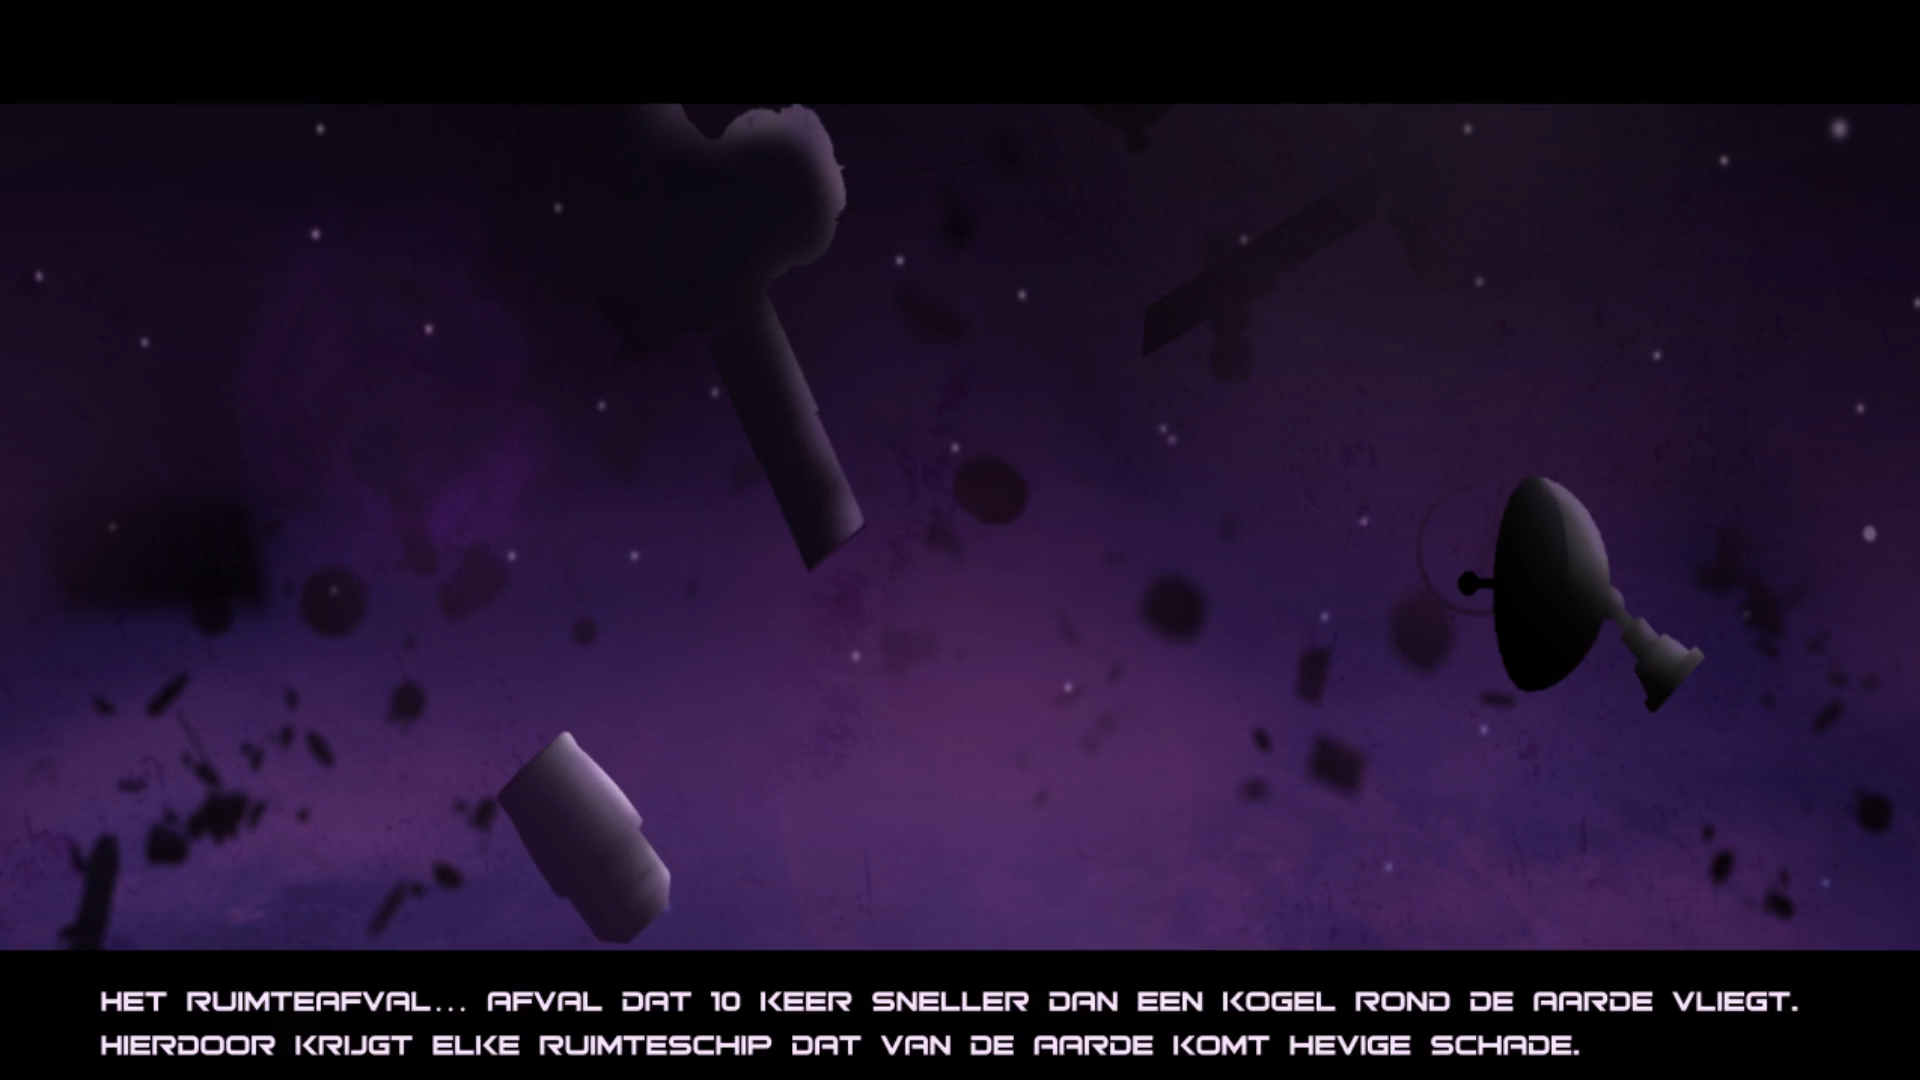 HET RUIMTEAFVAL... AFVAL DAT 10 KEER SNELLER DAN EEN KOGEL ROND DE AARDE VLIEGT.
HIERDOOR KRIJGT ELKE RUIMTESCHIP DAT VAN DE AARDE KOMT HEVIGE SCHADE.